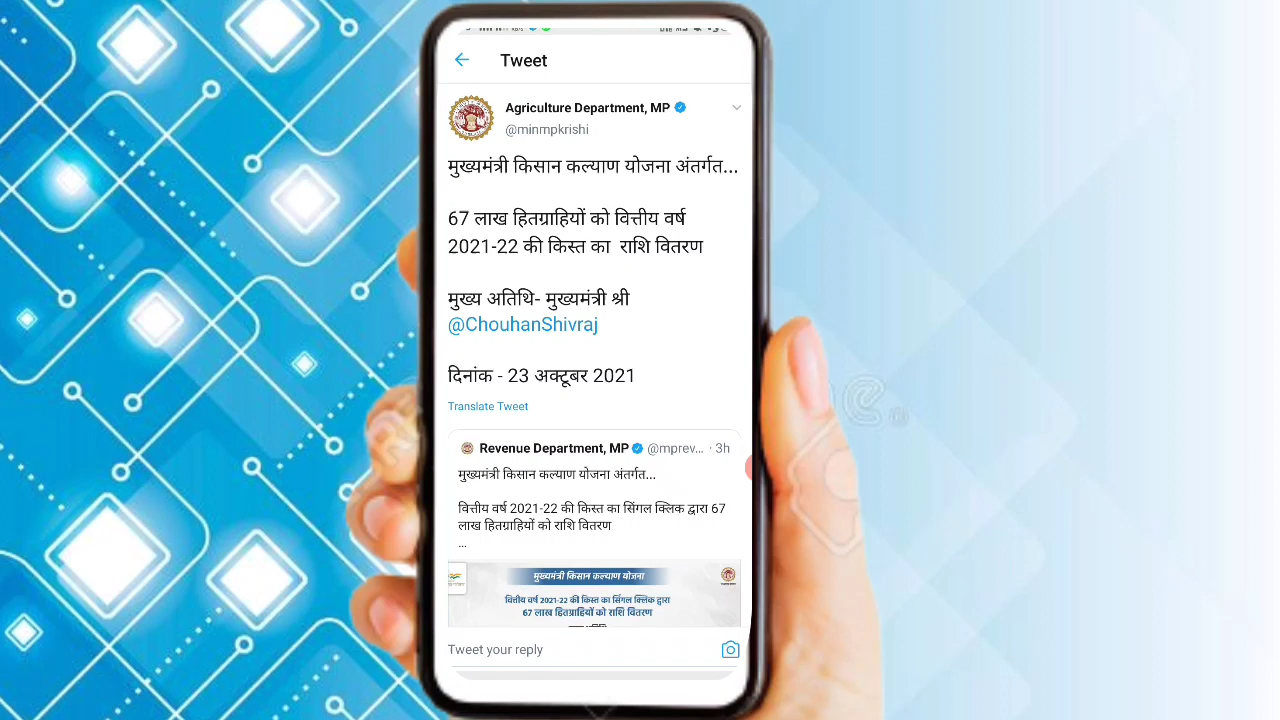 Tweet
Agriculture Department, MP
@minmpkrishi
मुख्यमंत्री किसान कल्याण योजना अंतर्गत...
67 लाख हितग्राहियों को वित्तीय वर्ष
2021-22 की किस्त का राशि वितरण
मुख्य अतिथि- मुख्यमंत्री श्री
@ChouhanShivraj
दिनांक - 23 अक्टूबर 2021
Translate Tweet
Revenue Department, MP @mprev... · 3h
मुख्यमंत्री किसान कल्याण योजना अंतर्गत...
वित्तीय वर्ष 2021-22 की किस्त का सिंगल क्लिक द्वारा 67
लाख हितग्राहियों को राशि वितरण
...
मुख्यमंत्री किसान कल्याण योजना
वित्तीय वर्ष 2021-22 की किस्त का सिंगल क्लिक द्वारा
67 लाख हितग्राहियों को राशि वितरण
Tweet your reply